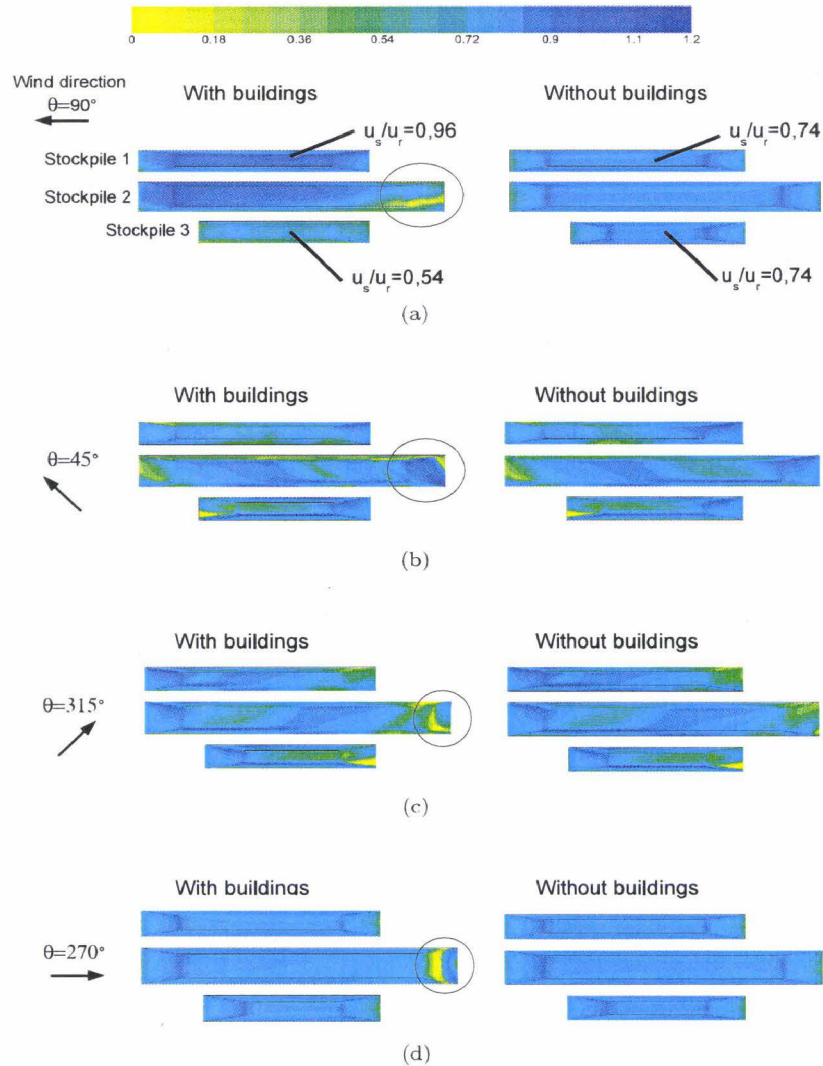 0 0.18 0.36 0.54 0.72 0.9 1.1 1.2
Wind direction
θ=90°
With buildings
Without buildings
u_s/u_r=0,96
u_s/u_r=0,74
Stockpile 1
Stockpile 2
Stockpile 3
u_s/u_r=0,54
u_s/u_r=0,74
(a)
With buildings
Without buildings
θ=45°
(b)
With buildings
Without buildings
θ=315°
(c)
With buildings
Without buildings
θ=270°
(d)